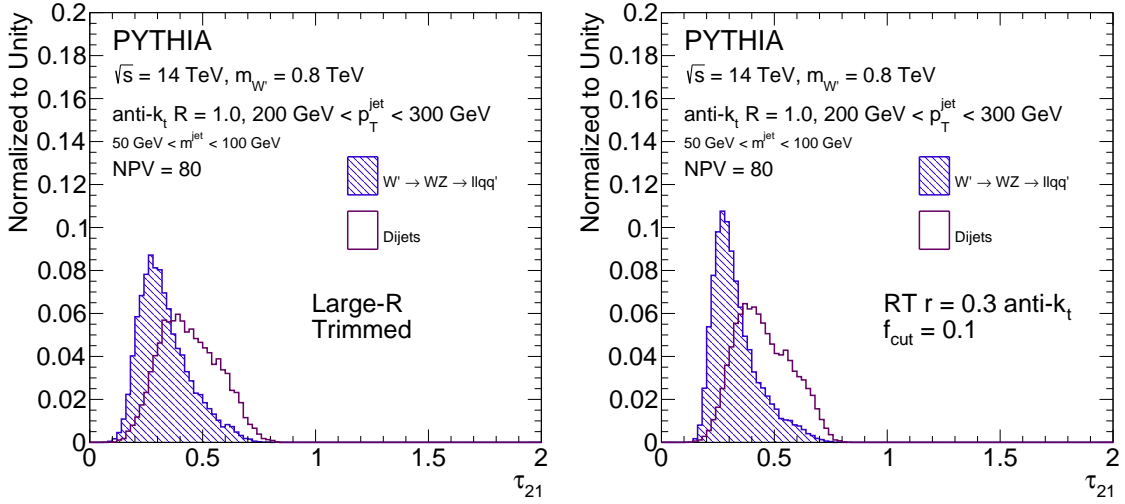 Normalized to Unity
0.2
0.18
0.16
0.14
0.12
0.1
0.08
0.06
0.04
0.02
0
PYTHIA
√s = 14 TeV, m_W' = 0.8 TeV
anti-k_t R = 1.0, 200 GeV < p_T^jet < 300 GeV
50 GeV < m^jet < 100 GeV
NPV = 80
W' → WZ → llqq'
Dijets
Large-R
Trimmed
0 0.5 1 1.5 2
τ_21
Normalized to Unity
0.2
0.18
0.16
0.14
0.12
0.1
0.08
0.06
0.04
0.02
0
PYTHIA
√s = 14 TeV, m_W' = 0.8 TeV
anti-k_t R = 1.0, 200 GeV < p_T^jet < 300 GeV
50 GeV < m^jet < 100 GeV
NPV = 80
W' → WZ → llqq'
Dijets
RT r = 0.3 anti-k_t
f_cut = 0.1
0 0.5 1 1.5 2
τ_21